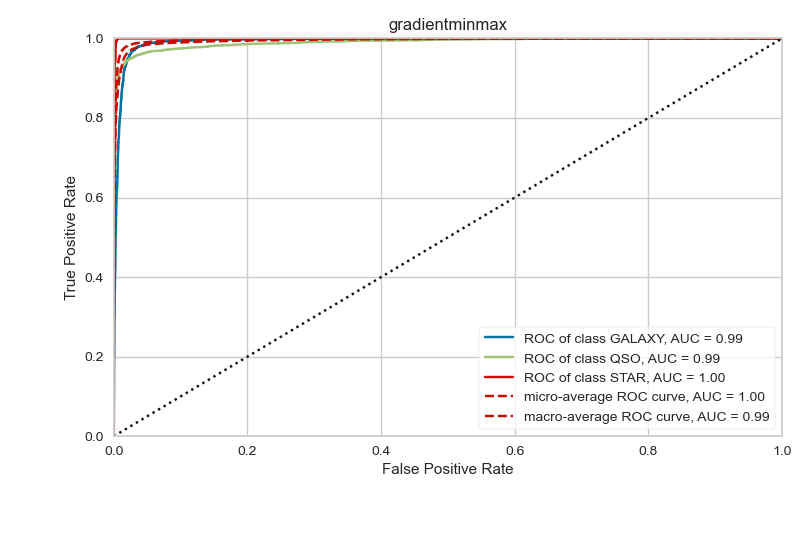 gradientminmax
1.0
0.8
0.6
0.4
0.2
0.0
True Positive Rate
ROC of class GALAXY, AUC = 0.99
ROC of class QSO, AUC = 0.99
ROC of class STAR, AUC = 1.00
micro-average ROC curve, AUC = 1.00
macro-average ROC curve, AUC = 0.99
0.0 0.2 0.4 0.6 0.8 1.0
False Positive Rate